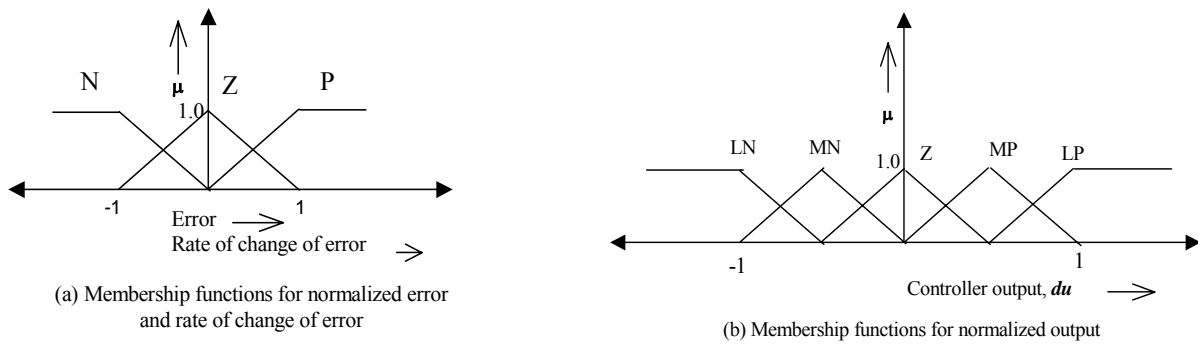 N
μ
Z
P
1.0
-1
1
Error
Rate of change of error
(a) Membership functions for normalized error
and rate of change of error
μ
LN
MN
1.0
Z
MP
LP
-1
1
Controller output, du
(b) Membership functions for normalized output